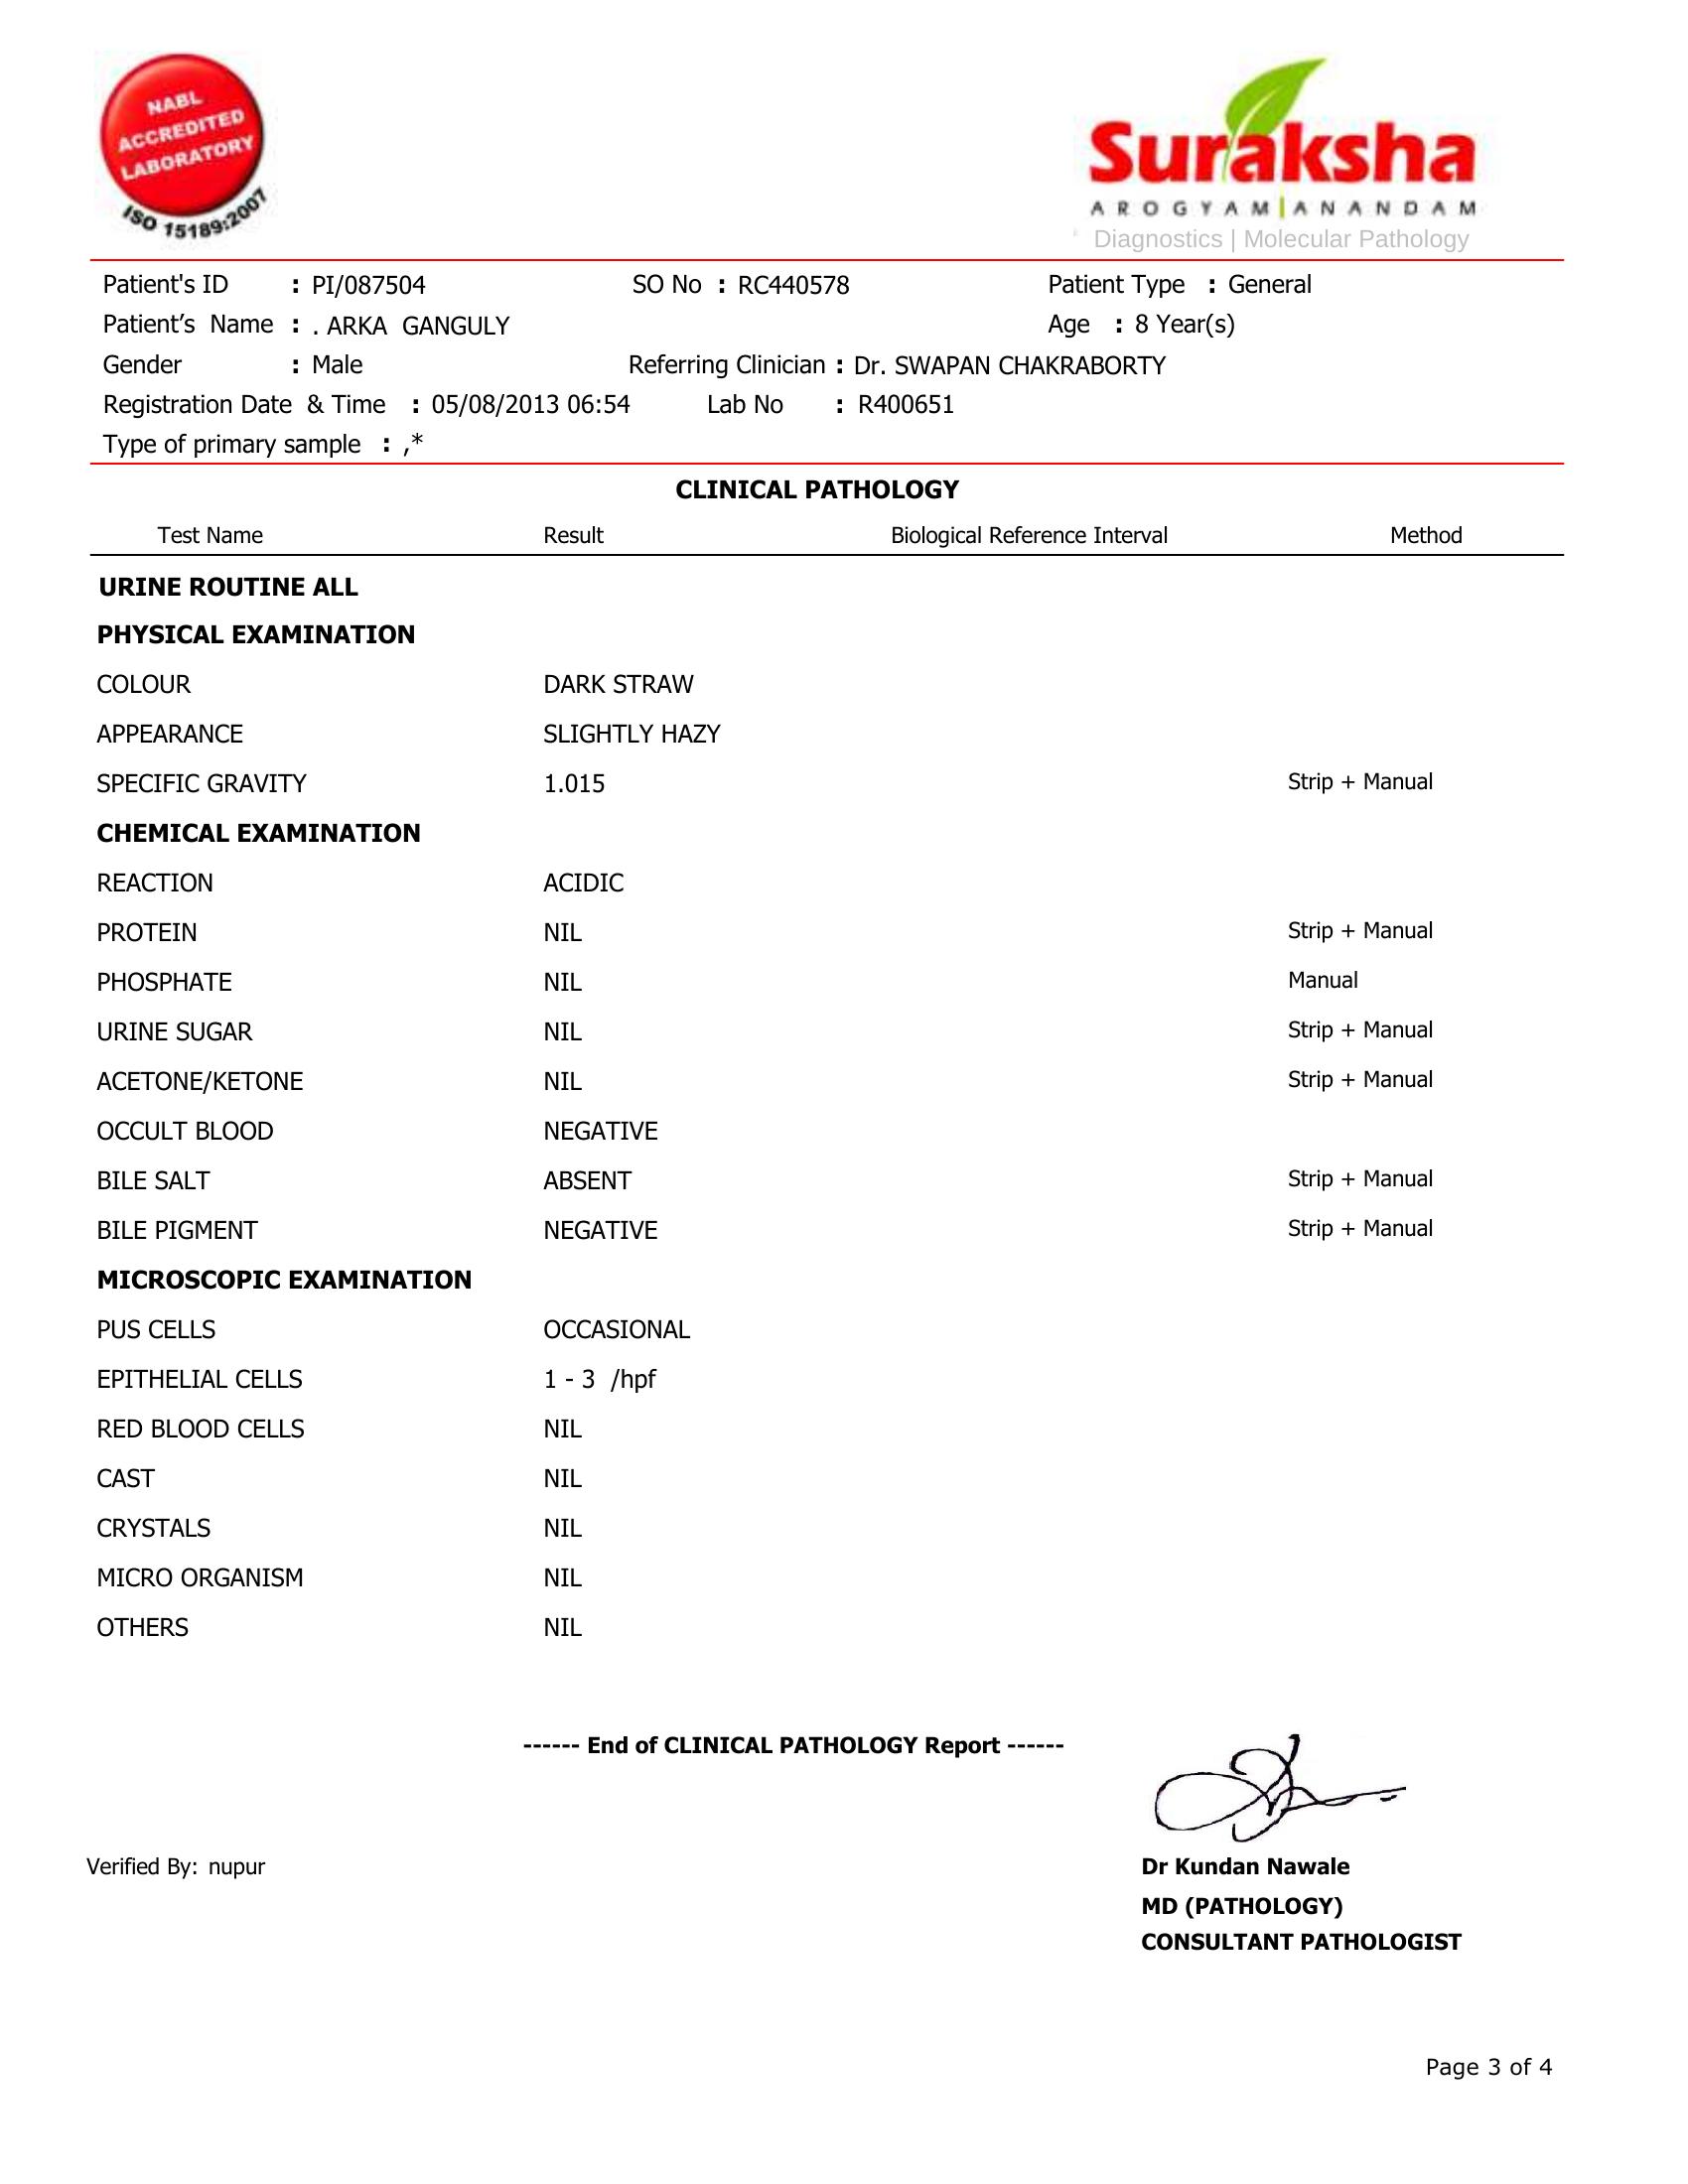 NABL
ACCREDITED
LABORATORY
ISO 15189:2007
Suraksha
AROGYAM|ANANDAM
Diagnostics | Molecular Pathology
Patient's ID : PI/087504 SO No : RC440578 Patient Type : General
Patient’s Name : . ARKA GANGULY Age : 8 Year(s)
Gender : Male Referring Clinician : Dr. SWAPAN CHAKRABORTY
Registration Date & Time : 05/08/2013 06:54 Lab No : R400651
Type of primary sample : ,*
CLINICAL PATHOLOGY
Test Name Result Biological Reference Interval Method
URINE ROUTINE ALL
PHYSICAL EXAMINATION
COLOUR DARK STRAW
APPEARANCE SLIGHTLY HAZY
SPECIFIC GRAVITY 1.015 Strip + Manual
CHEMICAL EXAMINATION
REACTION ACIDIC
PROTEIN NIL Strip + Manual
PHOSPHATE NIL Manual
URINE SUGAR NIL Strip + Manual
ACETONE/KETONE NIL Strip + Manual
OCCULT BLOOD NEGATIVE
BILE SALT ABSENT Strip + Manual
BILE PIGMENT NEGATIVE Strip + Manual
MICROSCOPIC EXAMINATION
PUS CELLS OCCASIONAL
EPITHELIAL CELLS 1 - 3 /hpf
RED BLOOD CELLS NIL
CAST NIL
CRYSTALS NIL
MICRO ORGANISM NIL
OTHERS NIL
------ End of CLINICAL PATHOLOGY Report ------
Verified By: nupur Dr Kundan Nawale
MD (PATHOLOGY)
CONSULTANT PATHOLOGIST
Page 3 of 4